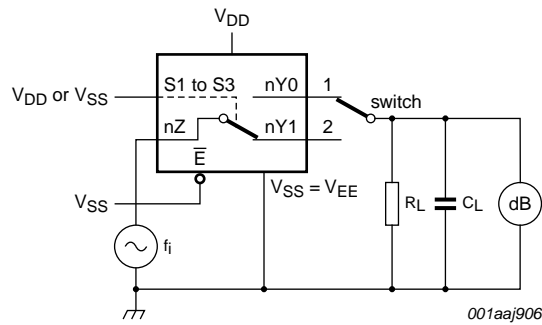 VDD
S1 to S3
nY0
1
VDD or VSS
switch
nZ
nY1
2
E
VSS = VEE
VSS
RL
CL
dB
fi
001aaj906